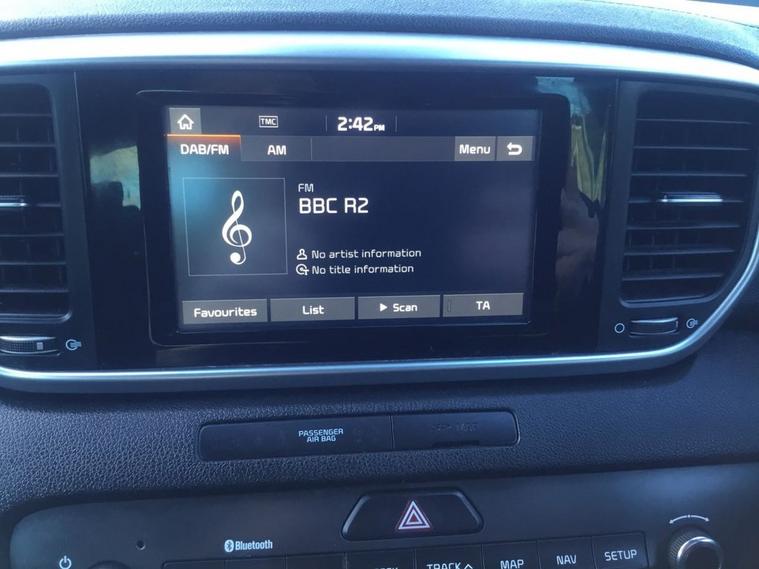 TMC 2:42PM
DAB/FM AM Menu
FM
BBC R2
No artist information
No title information
Favourites List Scan TA
PASSENGER
AIR BAG
Bluetooth
TRACK MAP NAV SETUP